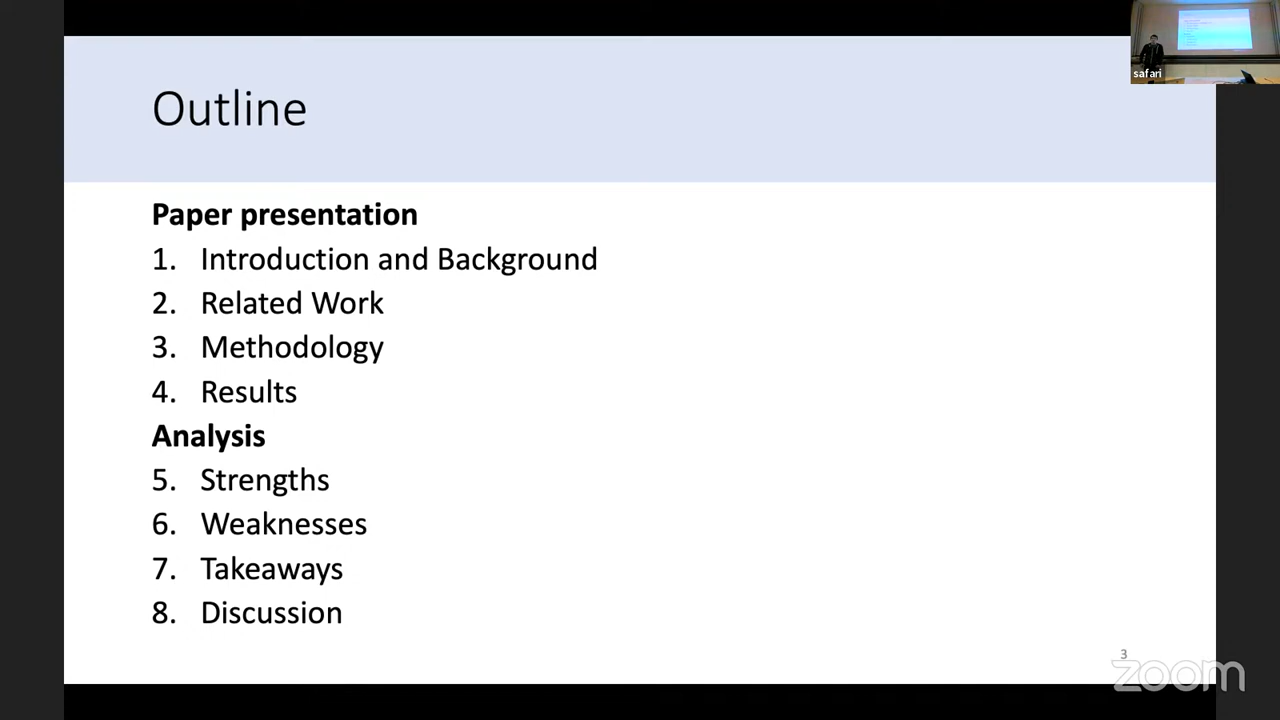 safari
Outline
Paper presentation
1. Introduction and Background
2. Related Work
3. Methodology
4. Results
Analysis
5. Strengths
6. Weaknesses
7. Takeaways
8. Discussion
3
zoom